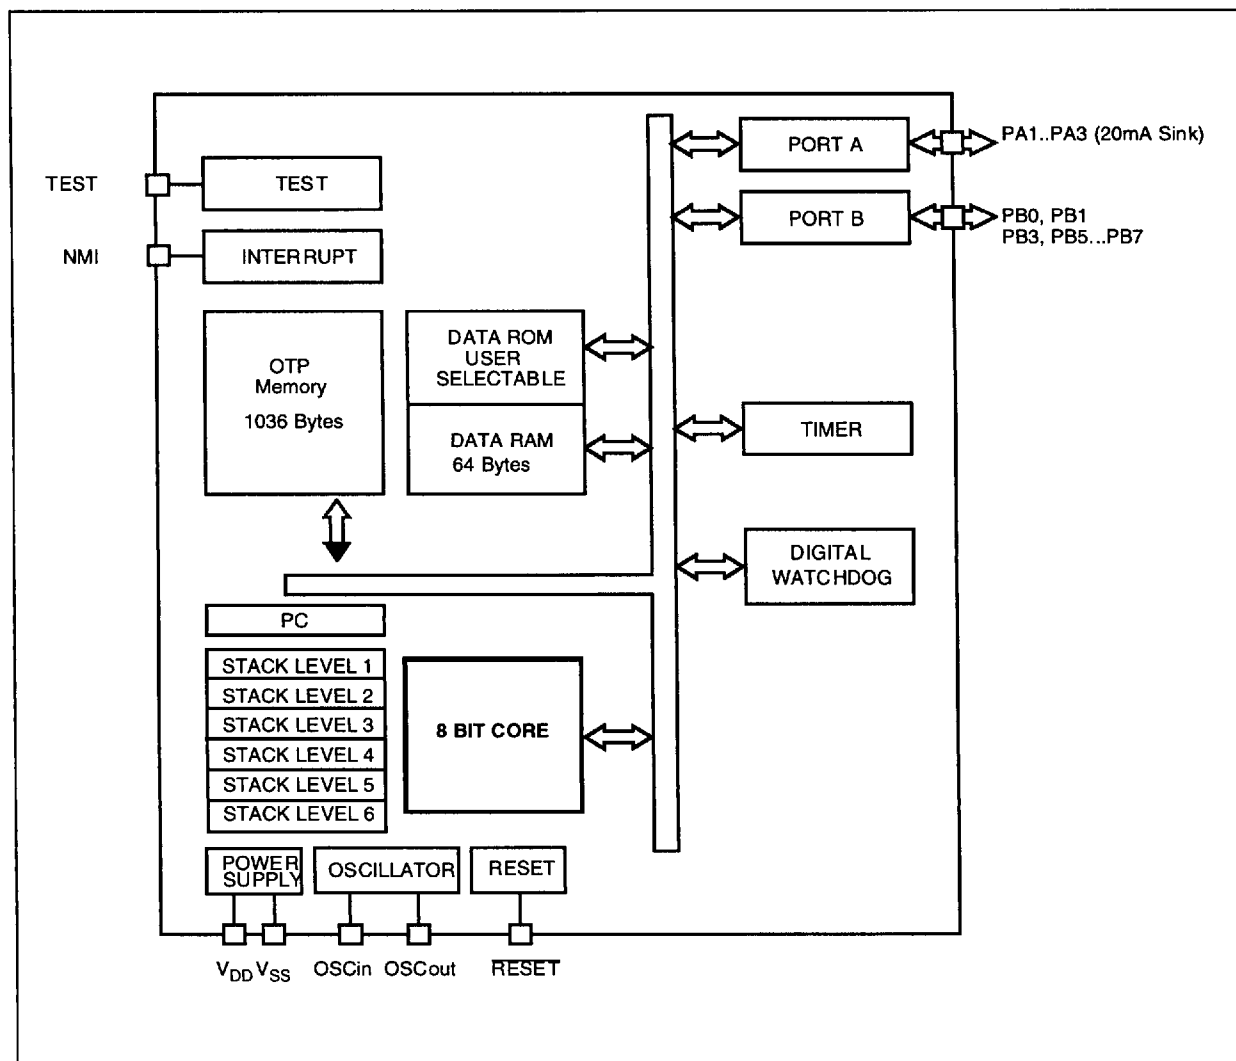 TEST
TEST
NMI
INTERRUPT
OTP
Memory
1036 Bytes
DATA ROM
USER
SELECTABLE
DATA RAM
64 Bytes
PORT A
PA1..PA3 (20mA Sink)
PORT B
PB0, PB1
PB3, PB5...PB7
TIMER
DIGITAL
WATCHDOG
PC
STACK LEVEL 1
STACK LEVEL 2
STACK LEVEL 3
STACK LEVEL 4
STACK LEVEL 5
STACK LEVEL 6
8 BIT CORE
POWER
SUPPLY
OSCILLATOR
RESET
VDD VSS OSCin OSCout RESET